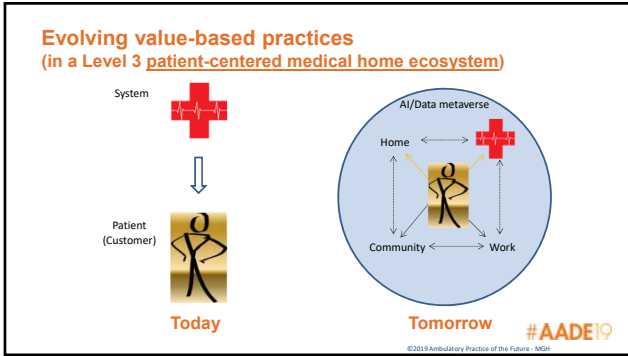 Evolving value-based practices
(in a Level 3 patient-centered medical home ecosystem)
System
Patient
(Customer)
Today
AI/Data metaverse
Home
Community
Work
Tomorrow
#AADE19
©2019 Ambulatory Practice of the Future - MGH